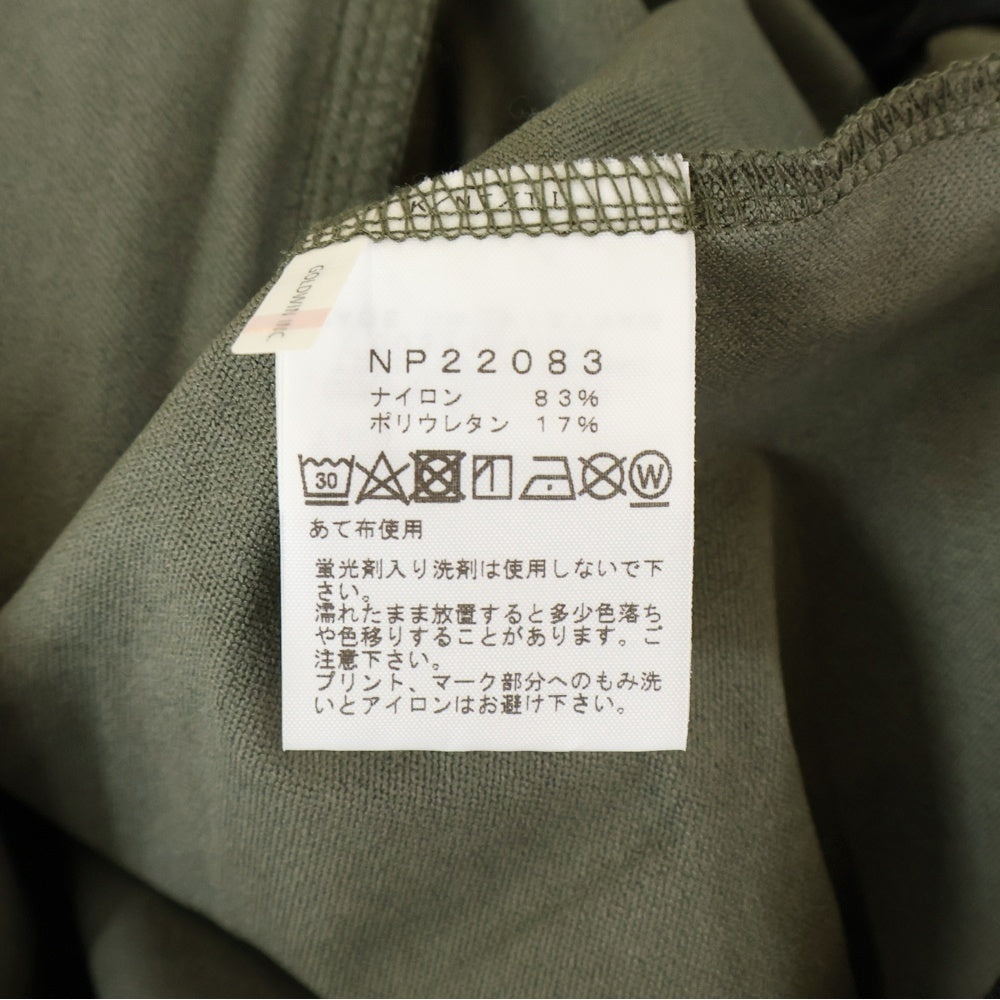 GOLDWIN INC.
NP22083
ナイロン 83%
ポリウレタン 17%
30
W
あて布使用
蛍光剤入り洗剤は使用しないで下
さい。
濡れたまま放置すると多少色落ち
や色移りすることがあります。ご
注意下さい。
プリント、マーク部分へのもみ洗
いとアイロンはお避け下さい。